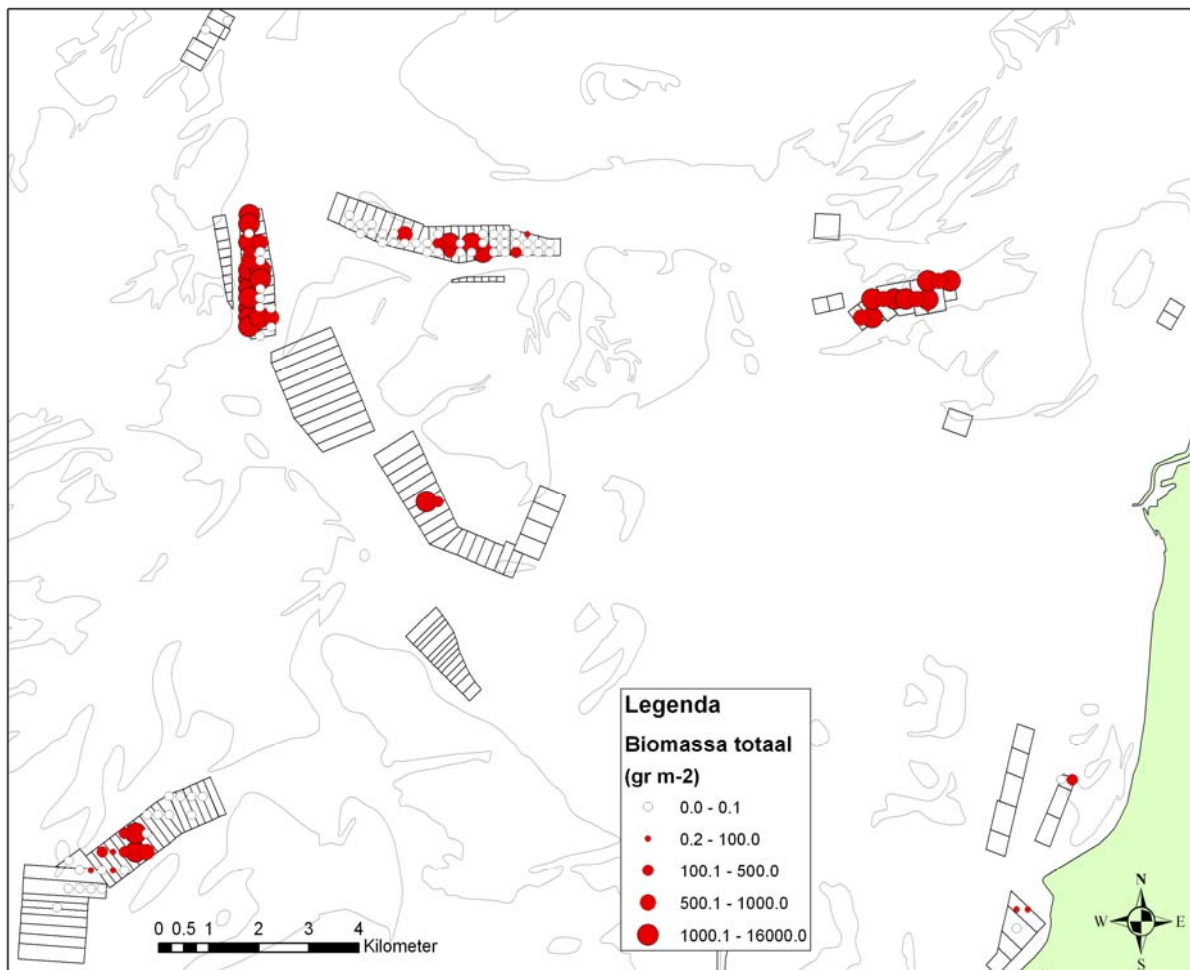 Legenda
Biomassa totaal
(gr m-2)
0.0 - 0.1
0.2 - 100.0
100.1 - 500.0
500.1 - 1000.0
1000.1 - 16000.0
0 0.5 1 2 3 4
Kilometer
N
W E
S